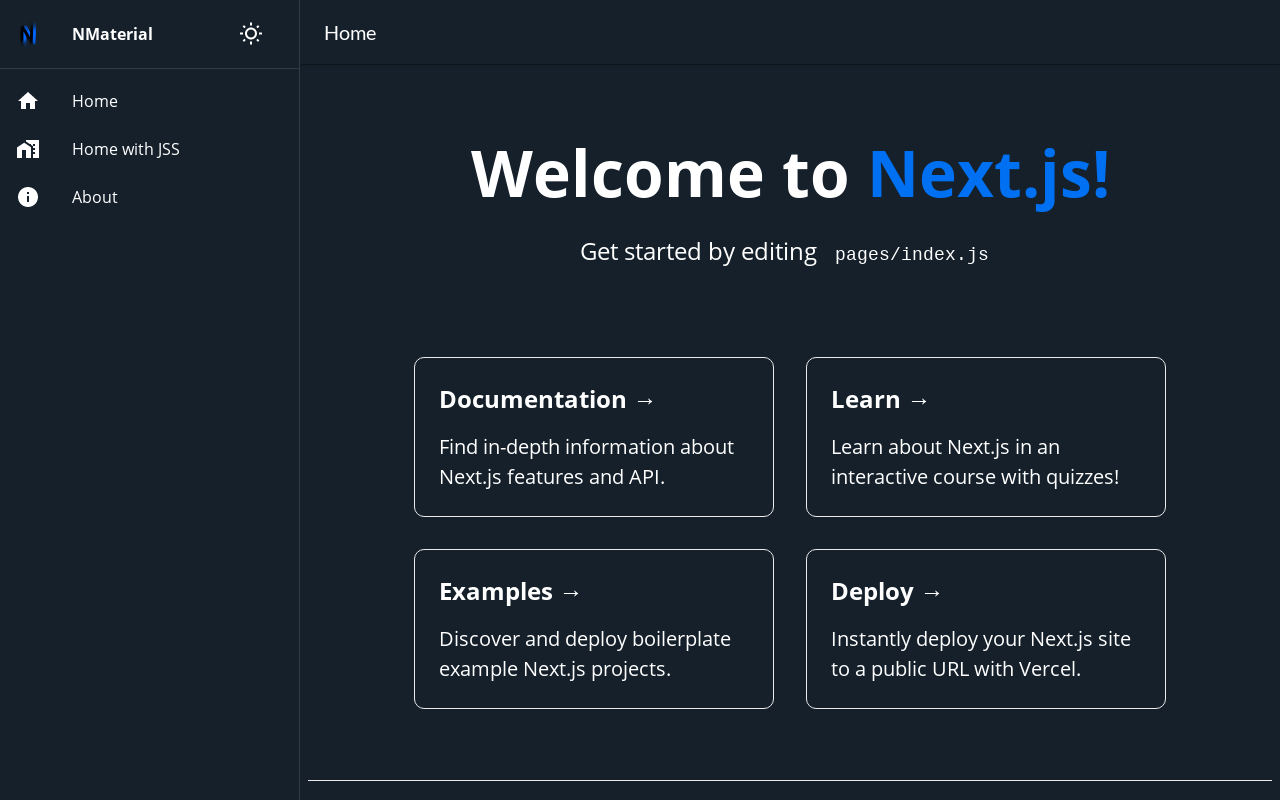 N
NMaterial
Home
Home with JSS
About
Home
Welcome to Next.js!
Get started by editing pages/index.js
Documentation →
Find in-depth information about
Next.js features and API.
Learn →
Learn about Next.js in an
interactive course with quizzes!
Examples →
Discover and deploy boilerplate
example Next.js projects.
Deploy →
Instantly deploy your Next.js site
to a public URL with Vercel.